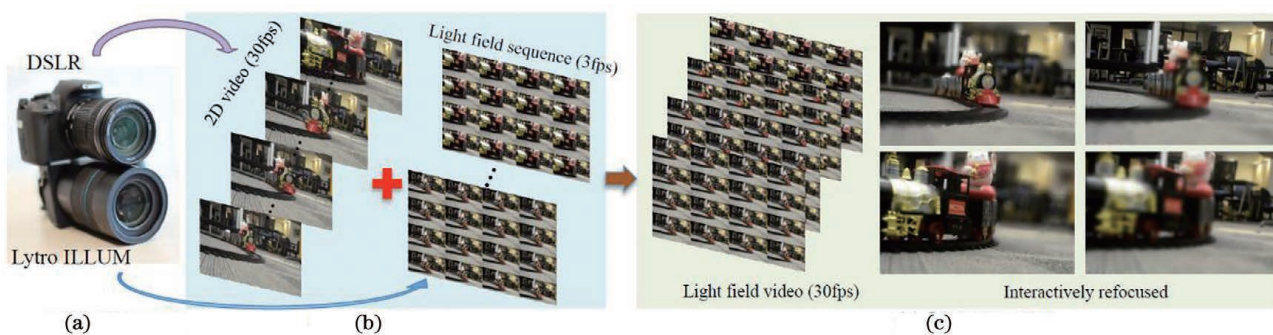 DSLR
Lytro ILLUM
(a)
2D video (30fps)
Light field sequence (3fps)
(b)
Light field video (30fps)
Interactively refocused
(c)